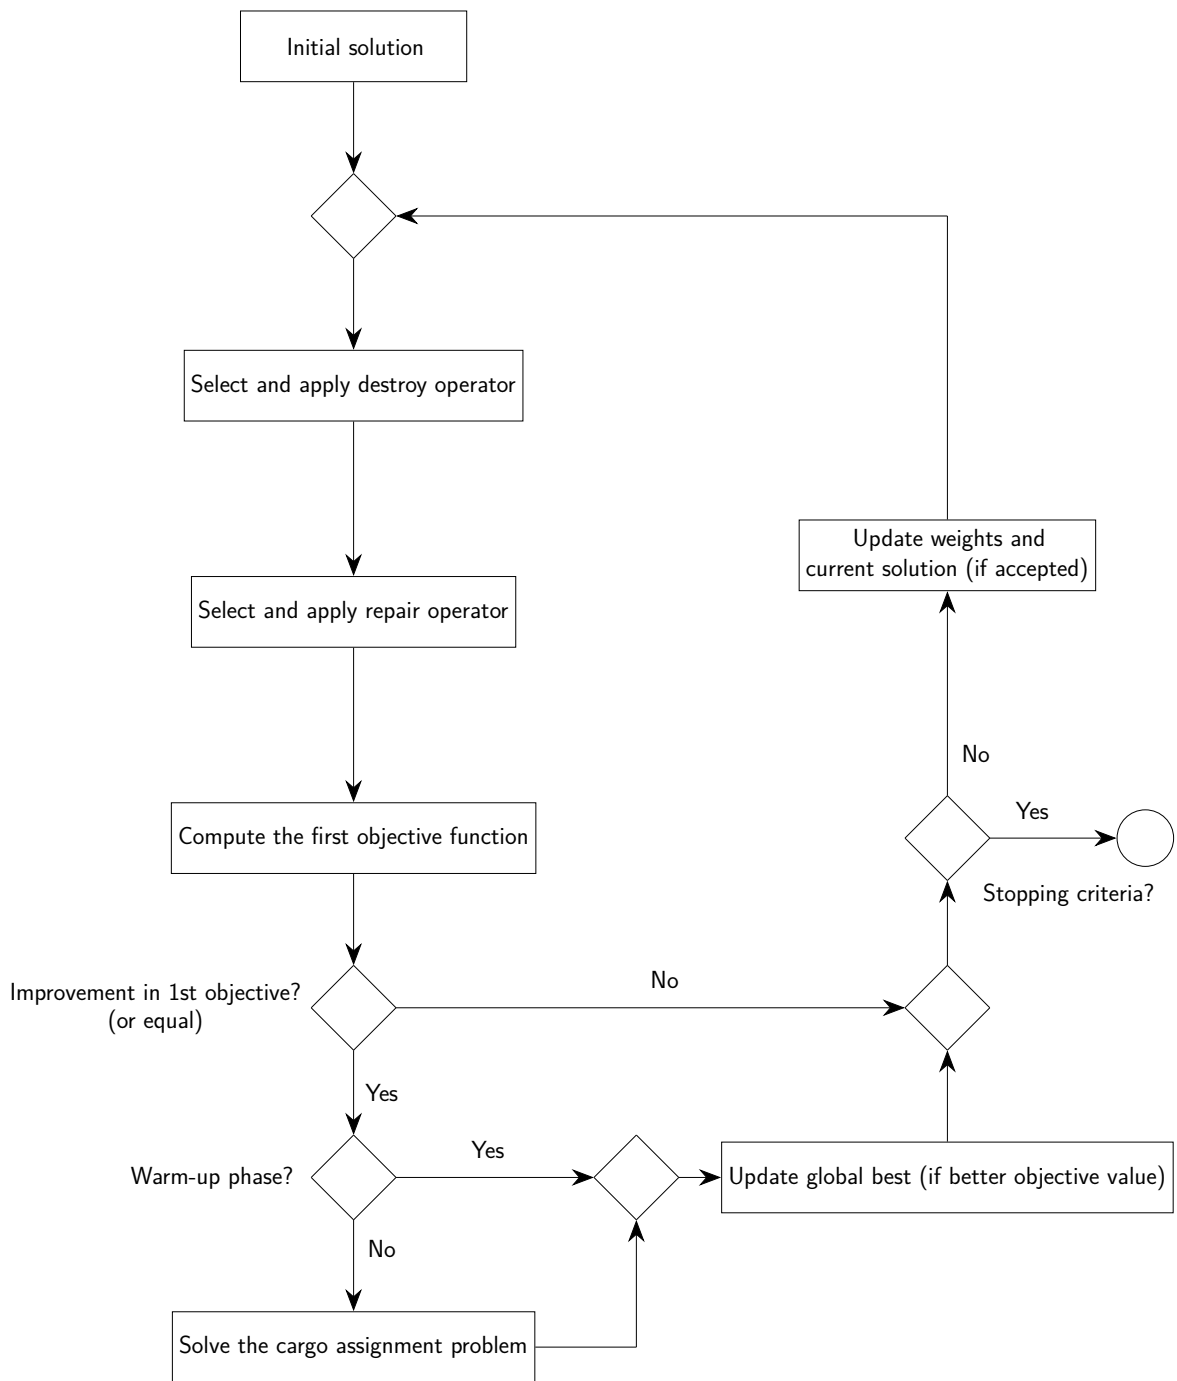 Initial solution
Select and apply destroy operator
Update weights and
current solution (if accepted)
Select and apply repair operator
No
Yes
Compute the first objective function
Stopping criteria?
Improvement in 1st objective?
(or equal)
No
Yes
Warm-up phase?
Yes
Update global best (if better objective value)
No
Solve the cargo assignment problem